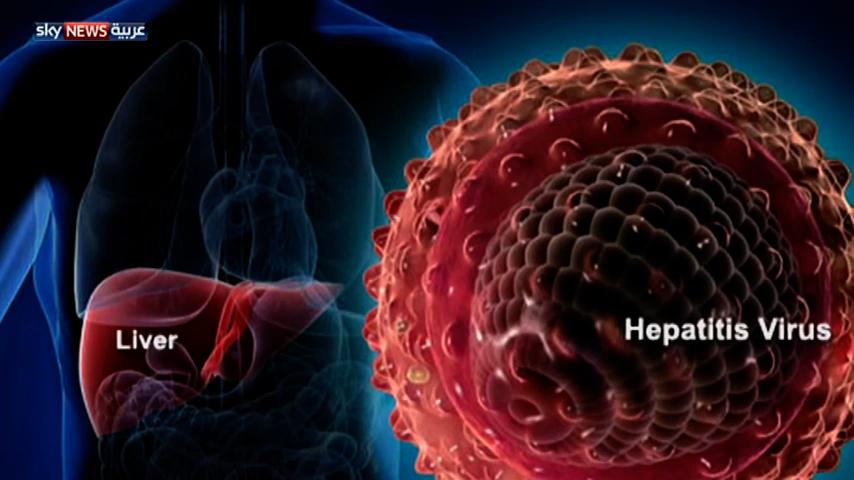 sky NEWS عربية
Liver
Hepatitis Virus